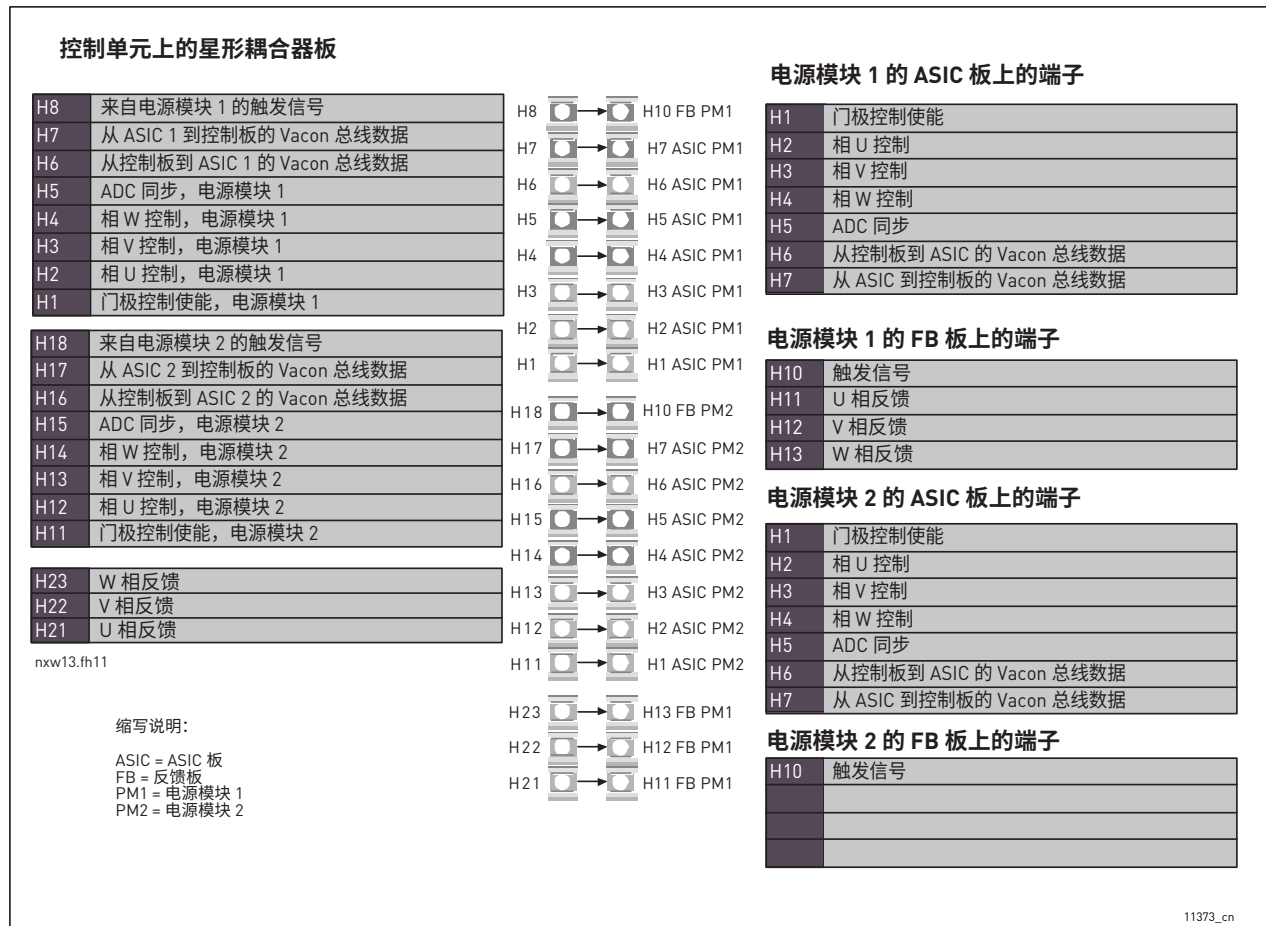 控制单元上的星形耦合器板
H8 来自电源模块 1 的触发信号
H7 从 ASIC 1 到控制板的 Vacon 总线数据
H6 从控制板到 ASIC 1 的 Vacon 总线数据
H5 ADC 同步，电源模块 1
H4 相 W 控制，电源模块 1
H3 相 V 控制，电源模块 1
H2 相 U 控制，电源模块 1
H1 门极控制使能，电源模块 1
H18 来自电源模块 2 的触发信号
H17 从 ASIC 2 到控制板的 Vacon 总线数据
H16 从控制板到 ASIC 2 的 Vacon 总线数据
H15 ADC 同步，电源模块 2
H14 相 W 控制，电源模块 2
H13 相 V 控制，电源模块 2
H12 相 U 控制，电源模块 2
H11 门极控制使能，电源模块 2
H23 W 相反馈
H22 V 相反馈
H21 U 相反馈
nxw13.fh11
缩写说明：
ASIC = ASIC 板
FB = 反馈板
PM1 = 电源模块 1
PM2 = 电源模块 2
H8 H10 FB PM1
H7 H7 ASIC PM1
H6 H6 ASIC PM1
H5 H5 ASIC PM1
H4 H4 ASIC PM1
H3 H3 ASIC PM1
H2 H2 ASIC PM1
H1 H1 ASIC PM1
H18 H10 FB PM2
H17 H7 ASIC PM2
H16 H6 ASIC PM2
H15 H5 ASIC PM2
H14 H4 ASIC PM2
H13 H3 ASIC PM2
H12 H2 ASIC PM2
H11 H1 ASIC PM2
H23 H13 FB PM1
H22 H12 FB PM1
H21 H11 FB PM1
电源模块 1 的 ASIC 板上的端子
H1 门极控制使能
H2 相 U 控制
H3 相 V 控制
H4 相 W 控制
H5 ADC 同步
H6 从控制板到 ASIC 的 Vacon 总线数据
H7 从 ASIC 到控制板的 Vacon 总线数据
电源模块 1 的 FB 板上的端子
H10 触发信号
H11 U 相反馈
H12 V 相反馈
H13 W 相反馈
电源模块 2 的 ASIC 板上的端子
H1 门极控制使能
H2 相 U 控制
H3 相 V 控制
H4 相 W 控制
H5 ADC 同步
H6 从控制板到 ASIC 的 Vacon 总线数据
H7 从 ASIC 到控制板的 Vacon 总线数据
电源模块 2 的 FB 板上的端子
H10 触发信号
11373_cn